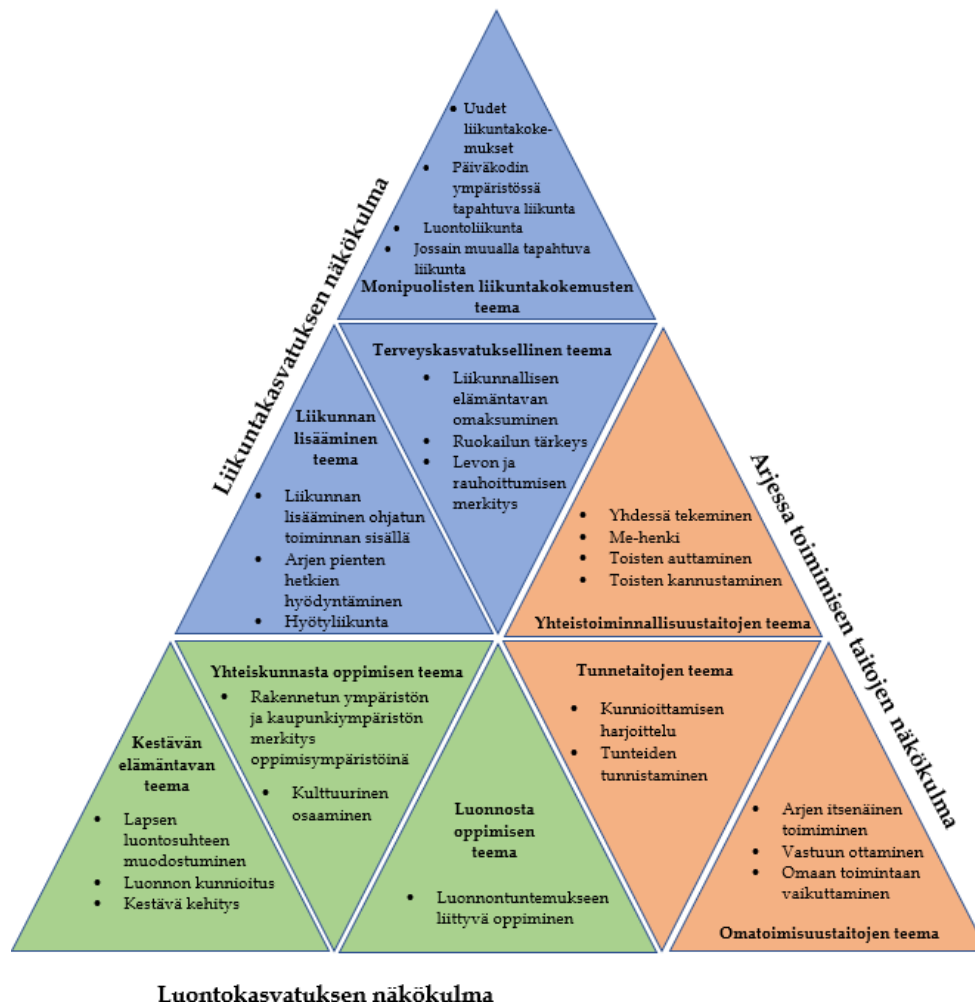 Liikuntakasvatuksen näkökulma
• Uudet
liikuntakoke-
mukset
• Päiväkodin
ympäristössä
tapahtuva liikunta
• Luontoliikunta
• Jossain muualla tapahtuva
liikunta
Monipuolisten liikuntakokemusten
teema
Terveyskasvatuksellinen teema
• Liikunnallisen
elämäntavan
omaksuminen
• Ruokailun tärkeys
• Levon ja
rauhoittumisen
merkitys
Liikunnan
lisääminen
teema
• Liikunnan
lisääminen ohjatun
toiminnan sisällä
• Arjen pienten
hetkien
hyödyntäminen
• Hyötyliikunta
Arjessa toimimisen taitojen näkökulma
• Yhdessä tekeminen
• Me-henki
• Toisten auttaminen
• Toisten kannustaminen
Yhteistoiminnallisuustaitojen teema
Yhteiskunnasta oppimisen teema
• Rakennetun ympäristön
ja kaupunkiympäristön
merkitys
oppimisympäristöinä
• Kulttuurinen
osaaminen
Tunnetaitojen teema
• Kunnioittamisen
harjoittelu
• Tunteiden
tunnistaminen
Kestävän
elämäntavan
teema
• Lapsen
luontosuhteen
muodostuminen
• Luonnon kunnioitus
• Kestävä kehitys
Luonnosta
oppimisen
teema
• Luonnontuntemukseen
liittyvä oppiminen
• Arjen itsenäinen
toimiminen
• Vastuun ottaminen
• Omaan toimintaan
vaikuttaminen
Omatoimisuustaitojen teema
Luontokasvatuksen näkökulma